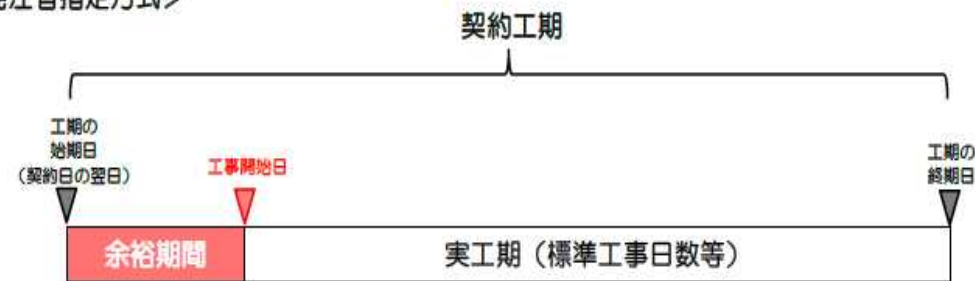 契約工期
工期の
始期日
(契約日の翌日)
工事開始日
工期の
終期日
余裕期間
実工期(標準工事日数等)